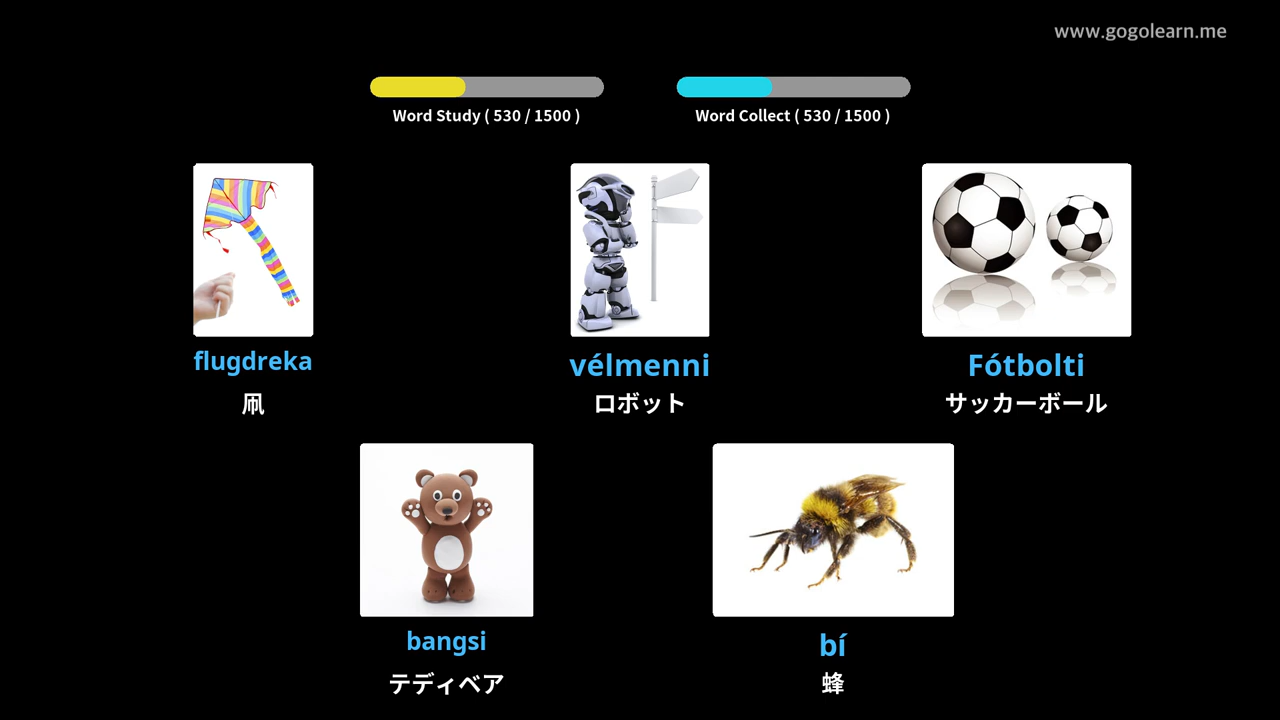 www.gogolearn.me
Word Study ( 530 / 1500 )
Word Collect ( 530 / 1500 )
flugdreka
vélmenni
Fótbolti
凧
ロボット
サッカーボール
bangsi
bí
テディベア
蜂